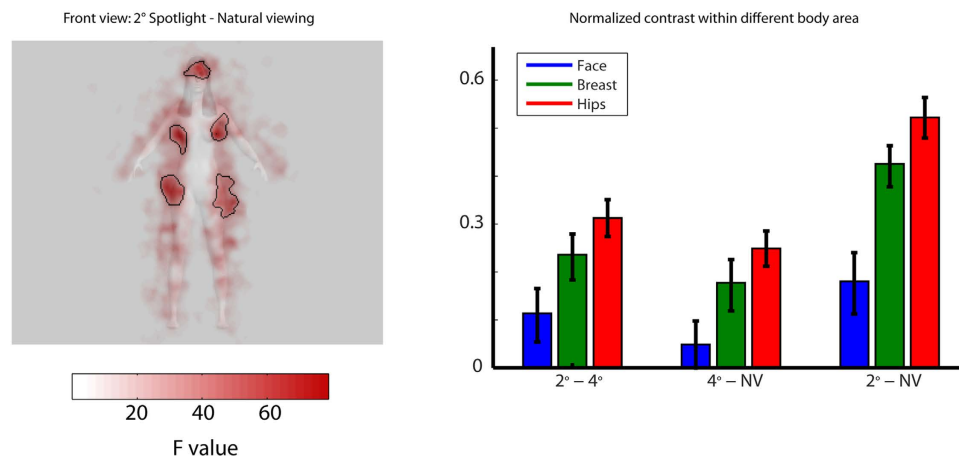 Front view: 2° Spotlight - Natural viewing
20 40 60
F value
Normalized contrast within different body area
0.6
0.3
0
Face
Breast
Hips
2° – 4° 4° – NV 2° – NV